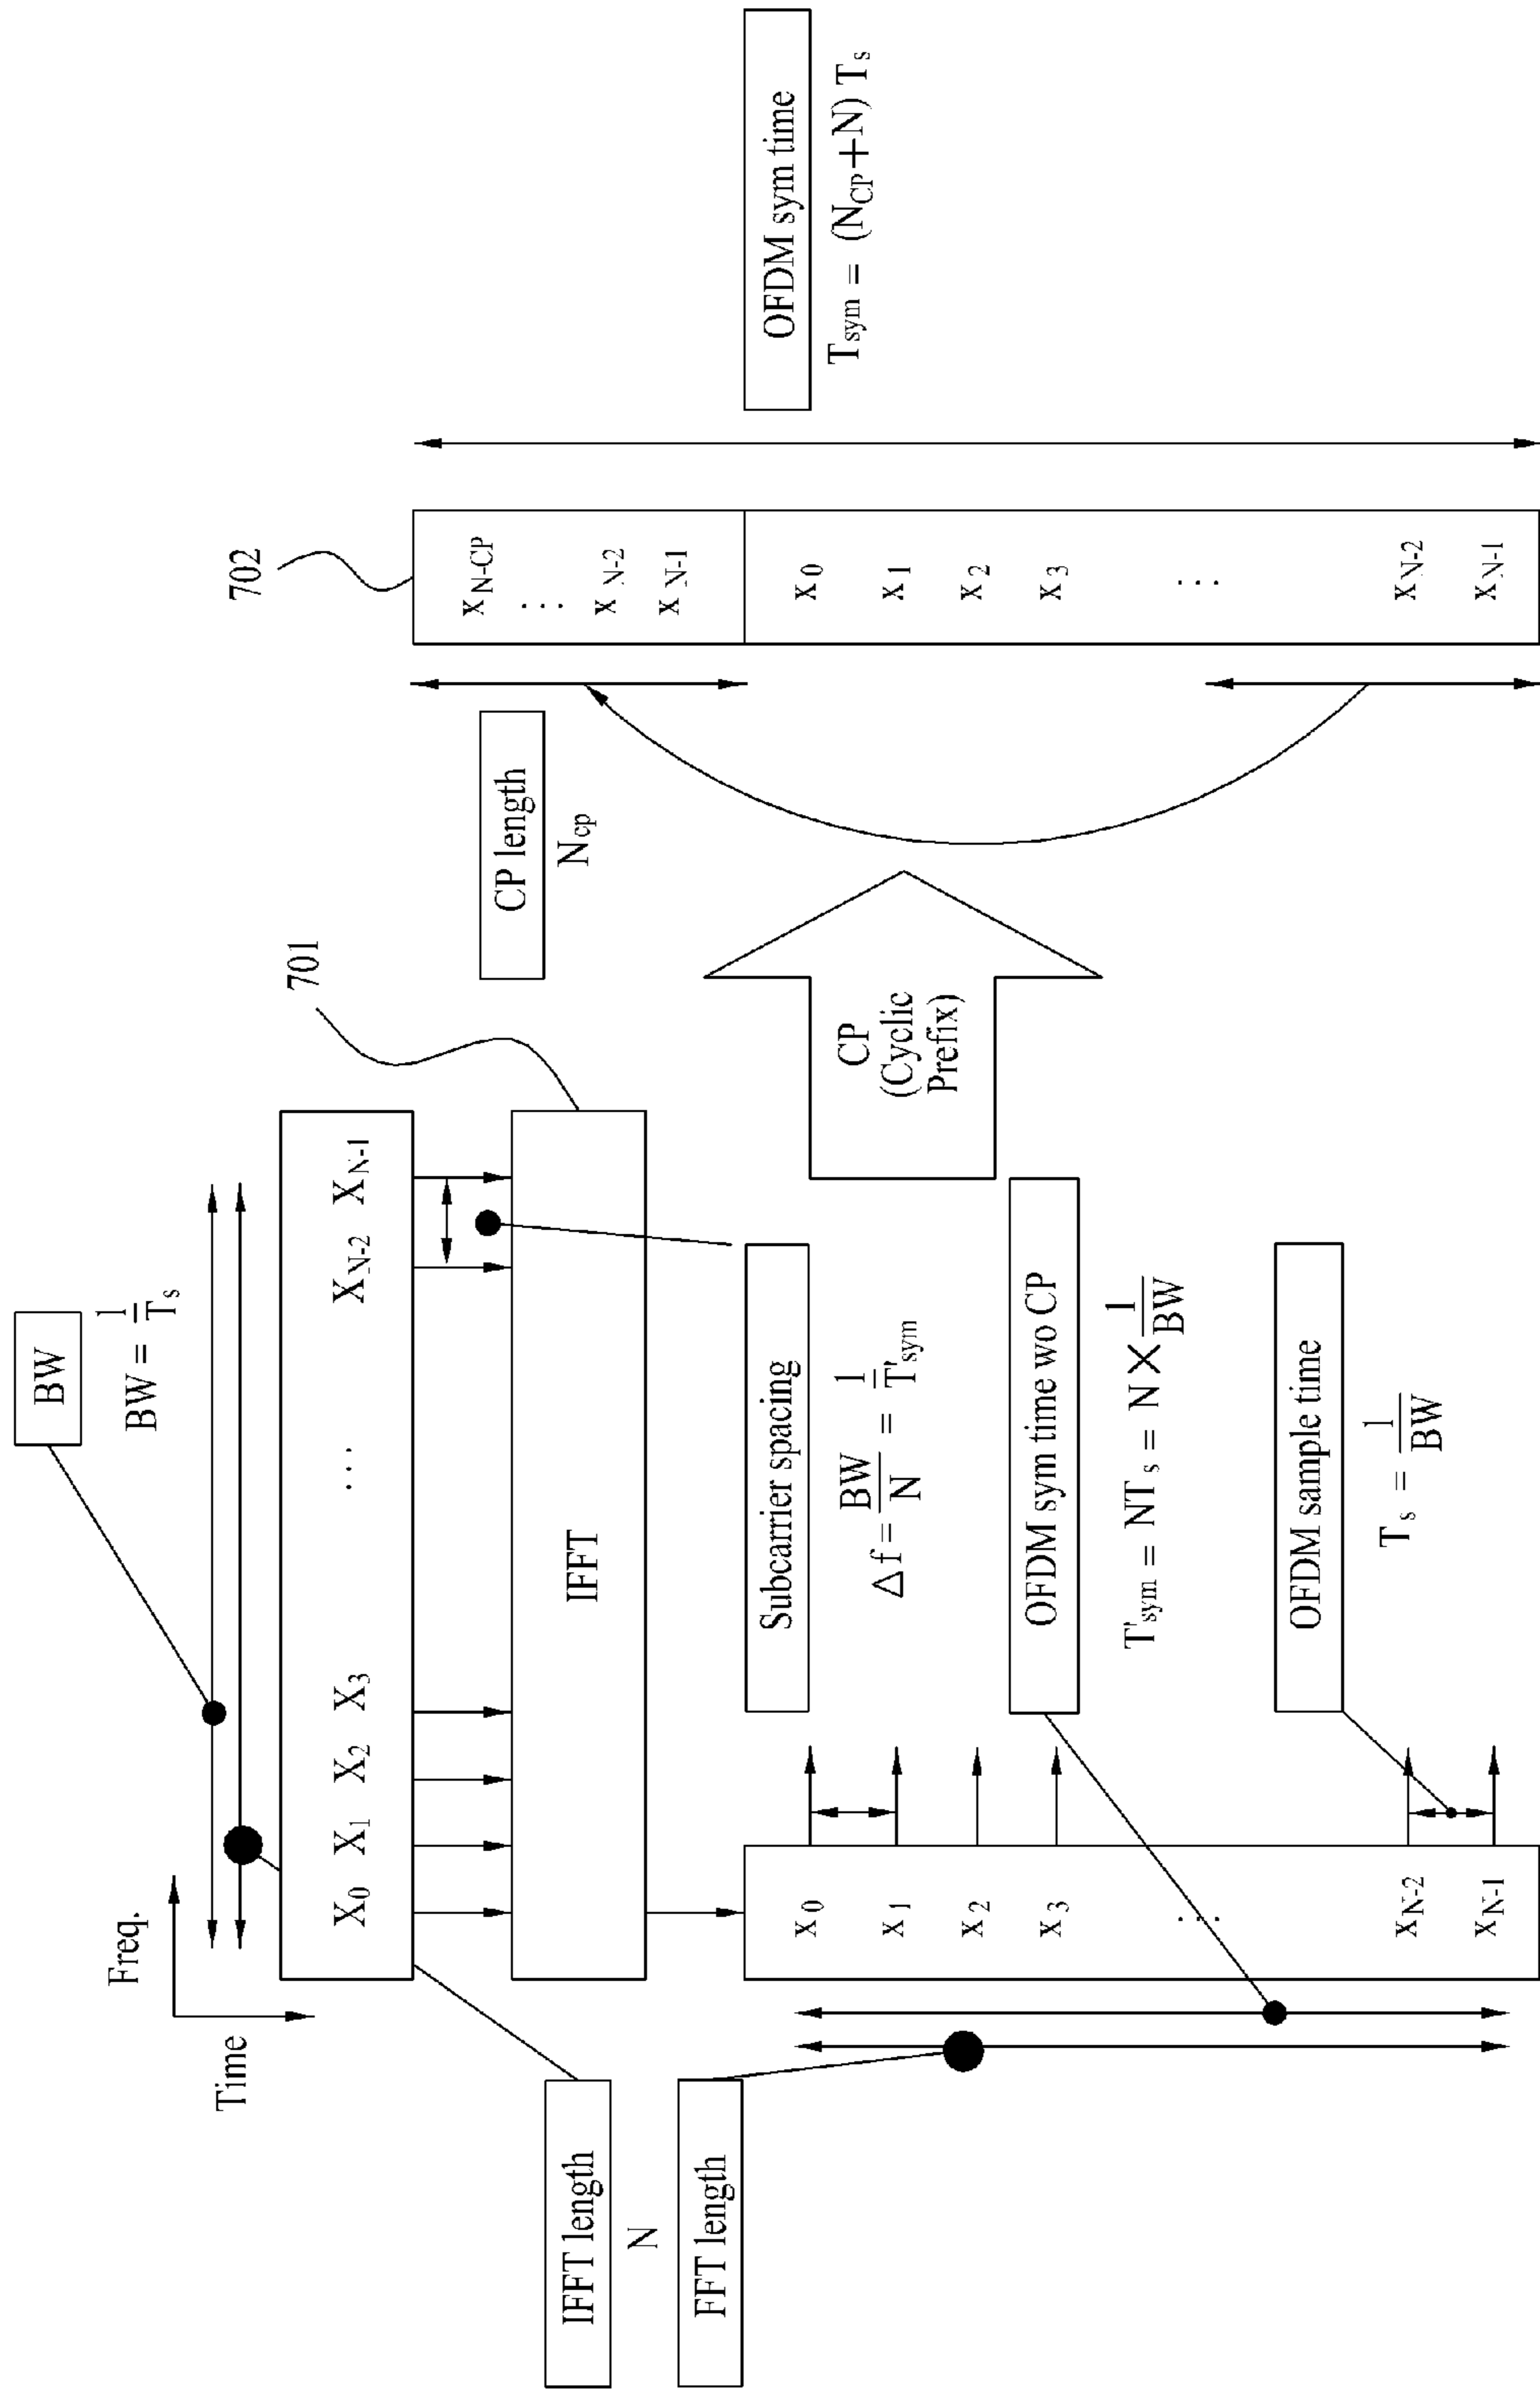 BW
BW = 1/T_s
Freq.
Time
X_0 X_1 X_2 X_3 ... X_N-2 X_N-1
701
IFFT
IFFT length
N
FFT length
Subcarrier spacing
Δf = BW/N = 1/T'_sym
OFDM sym time wo CP
T'_sym = NT_s = N × 1/BW
OFDM sample time
T_s = 1/BW
x_0
x_1
x_2
x_3
...
x_N-2
x_N-1
CP
(Cyclic
Prefix)
CP length
N_cp
702
x_N-CP
...
x_N-2
x_N-1
x_0
x_1
x_2
x_3
...
x_N-2
x_N-1
OFDM sym time
T_sym = (N_CP+N) T_s